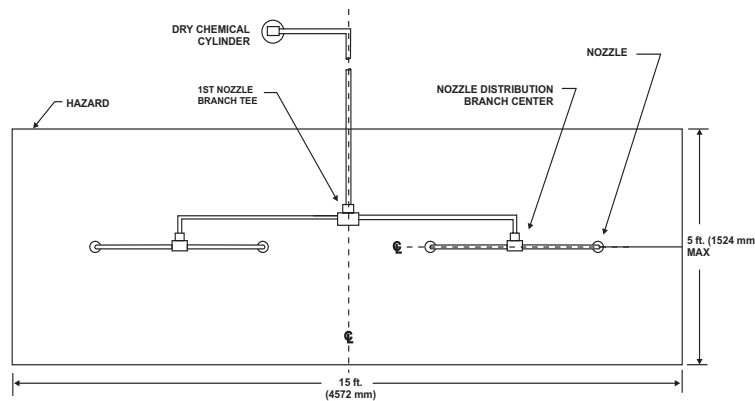 DRY CHEMICAL
CYLINDER
NOZZLE
1ST NOZZLE
BRANCH TEE
NOZZLE DISTRIBUTION
BRANCH CENTER
HAZARD
5 ft. (1524 mm
MAX
℄
℄
15 ft.
(4572 mm)